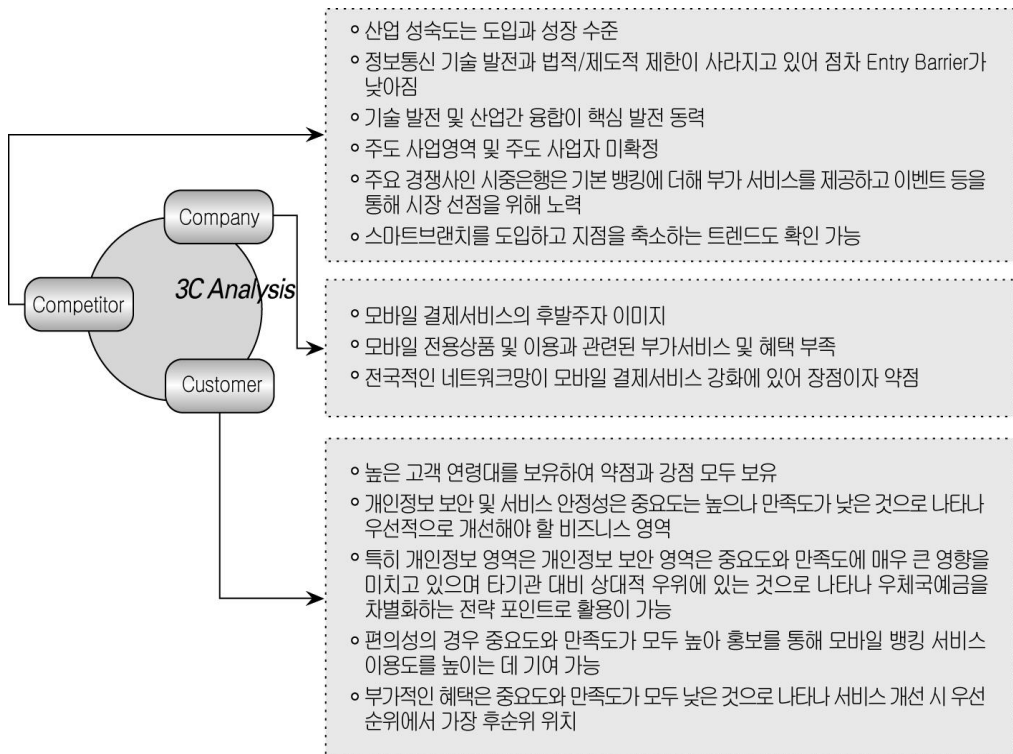 산업 성숙도는 도입과 성장 수준
정보통신 기술 발전과 법적/제도적 제한이 사라지고 있어 점차 Entry Barrier가
낮아짐
기술 발전 및 산업간 융합이 핵심 발전 동력
주도 사업영역 및 주도 사업자 미확정
주요 경쟁사인 시중은행은 기본 뱅킹에 더해 부가 서비스를 제공하고 이벤트 등을
통해 시장 선점을 위해 노력
스마트브랜치를 도입하고 지점을 축소하는 트렌드도 확인 가능
Company
3C Analysis
Competitor
Customer
모바일 결제서비스의 후발주자 이미지
모바일 전용상품 및 이용과 관련된 부가서비스 및 혜택 부족
전국적인 네트워크망이 모바일 결제서비스 강화에 있어 장점이자 약점
높은 고객 연령대를 보유하여 약점과 강점 모두 보유
개인정보 보안 및 서비스 안정성은 중요도는 높으나 만족도가 낮은 것으로 나타나
우선적으로 개선해야 할 비즈니스 영역
특히 개인정보 영역은 개인정보 보안 영역은 중요도와 만족도에 매우 큰 영향을
미치고 있으며 타기관 대비 상대적 우위에 있는 것으로 나타나 우체국예금을
차별화하는 전략 포인트로 활용이 가능
편의성의 경우 중요도와 만족도가 모두 높아 홍보를 통해 모바일 뱅킹 서비스
이용도를 높이는 데 기여 가능
부가적인 혜택은 중요도와 만족도가 모두 낮은 것으로 나타나 서비스 개선 시 우선
순위에서 가장 후순위 위치